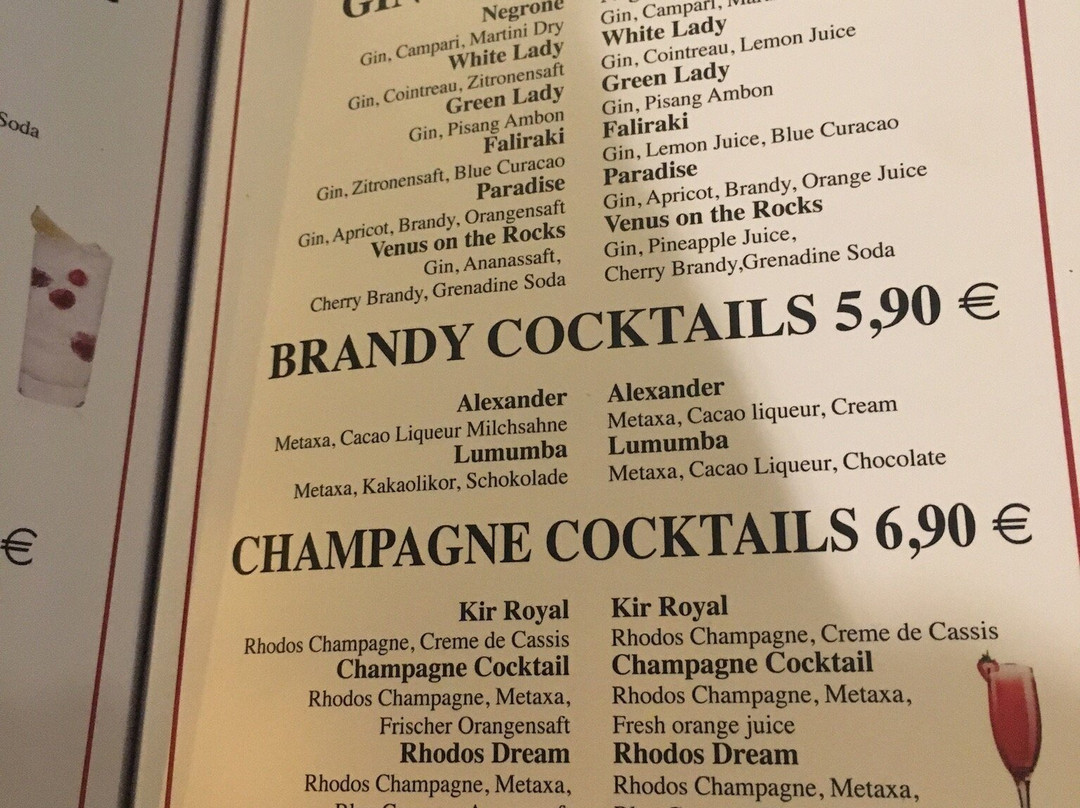 Soda
€
GIN
Negrone
Gin, Campari, Martini Dry
White Lady
Gin, Cointreau, Zitronensaft
Green Lady
Gin, Pisang Ambon
Faliraki
Gin, Zitronensaft, Blue Curacao
Paradise
Gin, Apricot, Brandy, Orangensaft
Venus on the Rocks
Gin, Ananassaft,
Cherry Brandy, Grenadine Soda
Gin, Campari,
White Lady
Gin, Cointreau, Lemon Juice
Green Lady
Gin, Pisang Ambon
Faliraki
Gin, Lemon Juice, Blue Curacao
Paradise
Gin, Apricot, Brandy, Orange Juice
Venus on the Rocks
Gin, Pineapple Juice,
Cherry Brandy,Grenadine Soda
BRANDY COCKTAILS 5,90 €
Alexander
Metaxa, Cacao Liqueur Milchsahne
Lumumba
Metaxa, Kakaolikor, Schokolade
Alexander
Metaxa, Cacao liqueur, Cream
Lumumba
Metaxa, Cacao Liqueur, Chocolate
CHAMPAGNE COCKTAILS 6,90 €
Kir Royal
Rhodos Champagne, Creme de Cassis
Champagne Cocktail
Rhodos Champagne, Metaxa,
Frischer Orangensaft
Rhodos Dream
Rhodos Champagne, Metaxa,
Kir Royal
Rhodos Champagne, Creme de Cassis
Champagne Cocktail
Rhodos Champagne, Metaxa,
Fresh orange juice
Rhodos Dream
Rhodos Champagne, Metaxa,